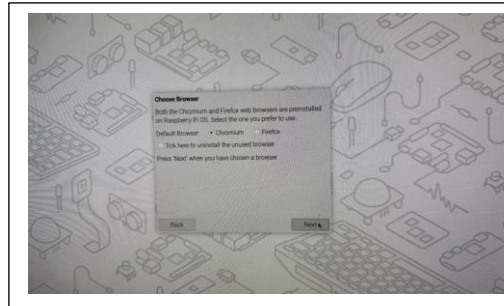 Choose Browser
Both the Chromium and Firefox web browsers are preinstalled
on Raspberry Pi OS. Select the one you prefer to use.
Default Browser: Chromium Firefox
Tick here to uninstall the unused browser
Press 'Next' when you have chosen a browser.
Back Next